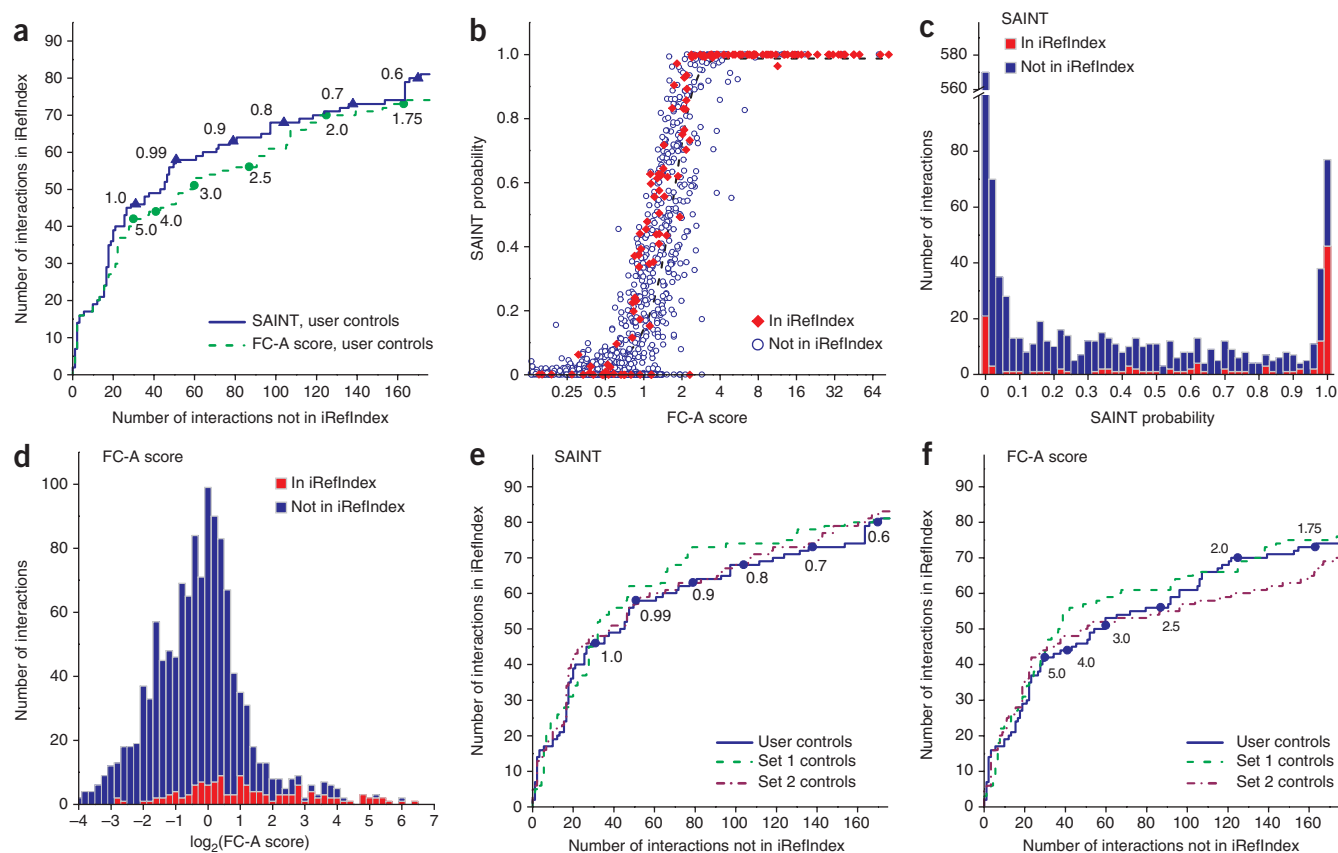 a
Number of interactions in iRefIndex
90
80
70
60
50
40
30
20
10
0
0 20 40 60 80 100 120 140 160
Number of interactions not in iRefIndex
1.0
0.99
0.9
0.8
0.7
0.6
5.0
4.0
3.0
2.5
2.0
1.75
SAINT, user controls
FC-A score, user controls
b
SAINT probability
1.0
0.8
0.6
0.4
0.2
0
0.25 0.5 1 2 4 8 16 32 64
FC-A score
In iRefIndex
Not in iRefIndex
c
SAINT
In iRefIndex
Not in iRefIndex
Number of interactions
580
560
80
60
40
20
0
0 0.1 0.2 0.3 0.4 0.5 0.6 0.7 0.8 0.9 1.0
SAINT probability
d
FC-A score
In iRefIndex
Not in iRefIndex
Number of interactions
100
80
60
40
20
0
–4 –3 –2 –1 0 1 2 3 4 5 6 7
log2(FC-A score)
e
SAINT
Number of interactions in iRefIndex
90
80
70
60
50
40
30
20
10
0
0 20 40 60 80 100 120 140 160
Number of interactions not in iRefIndex
1.0
0.99
0.9
0.8
0.7
0.6
User controls
Set 1 controls
Set 2 controls
f
FC-A score
Number of interactions in iRefIndex
90
80
70
60
50
40
30
20
10
0
0 20 40 60 80 100 120 140 160
Number of interactions not in iRefIndex
5.0
4.0
3.0
2.5
2.0
1.75
User controls
Set 1 controls
Set 2 controls